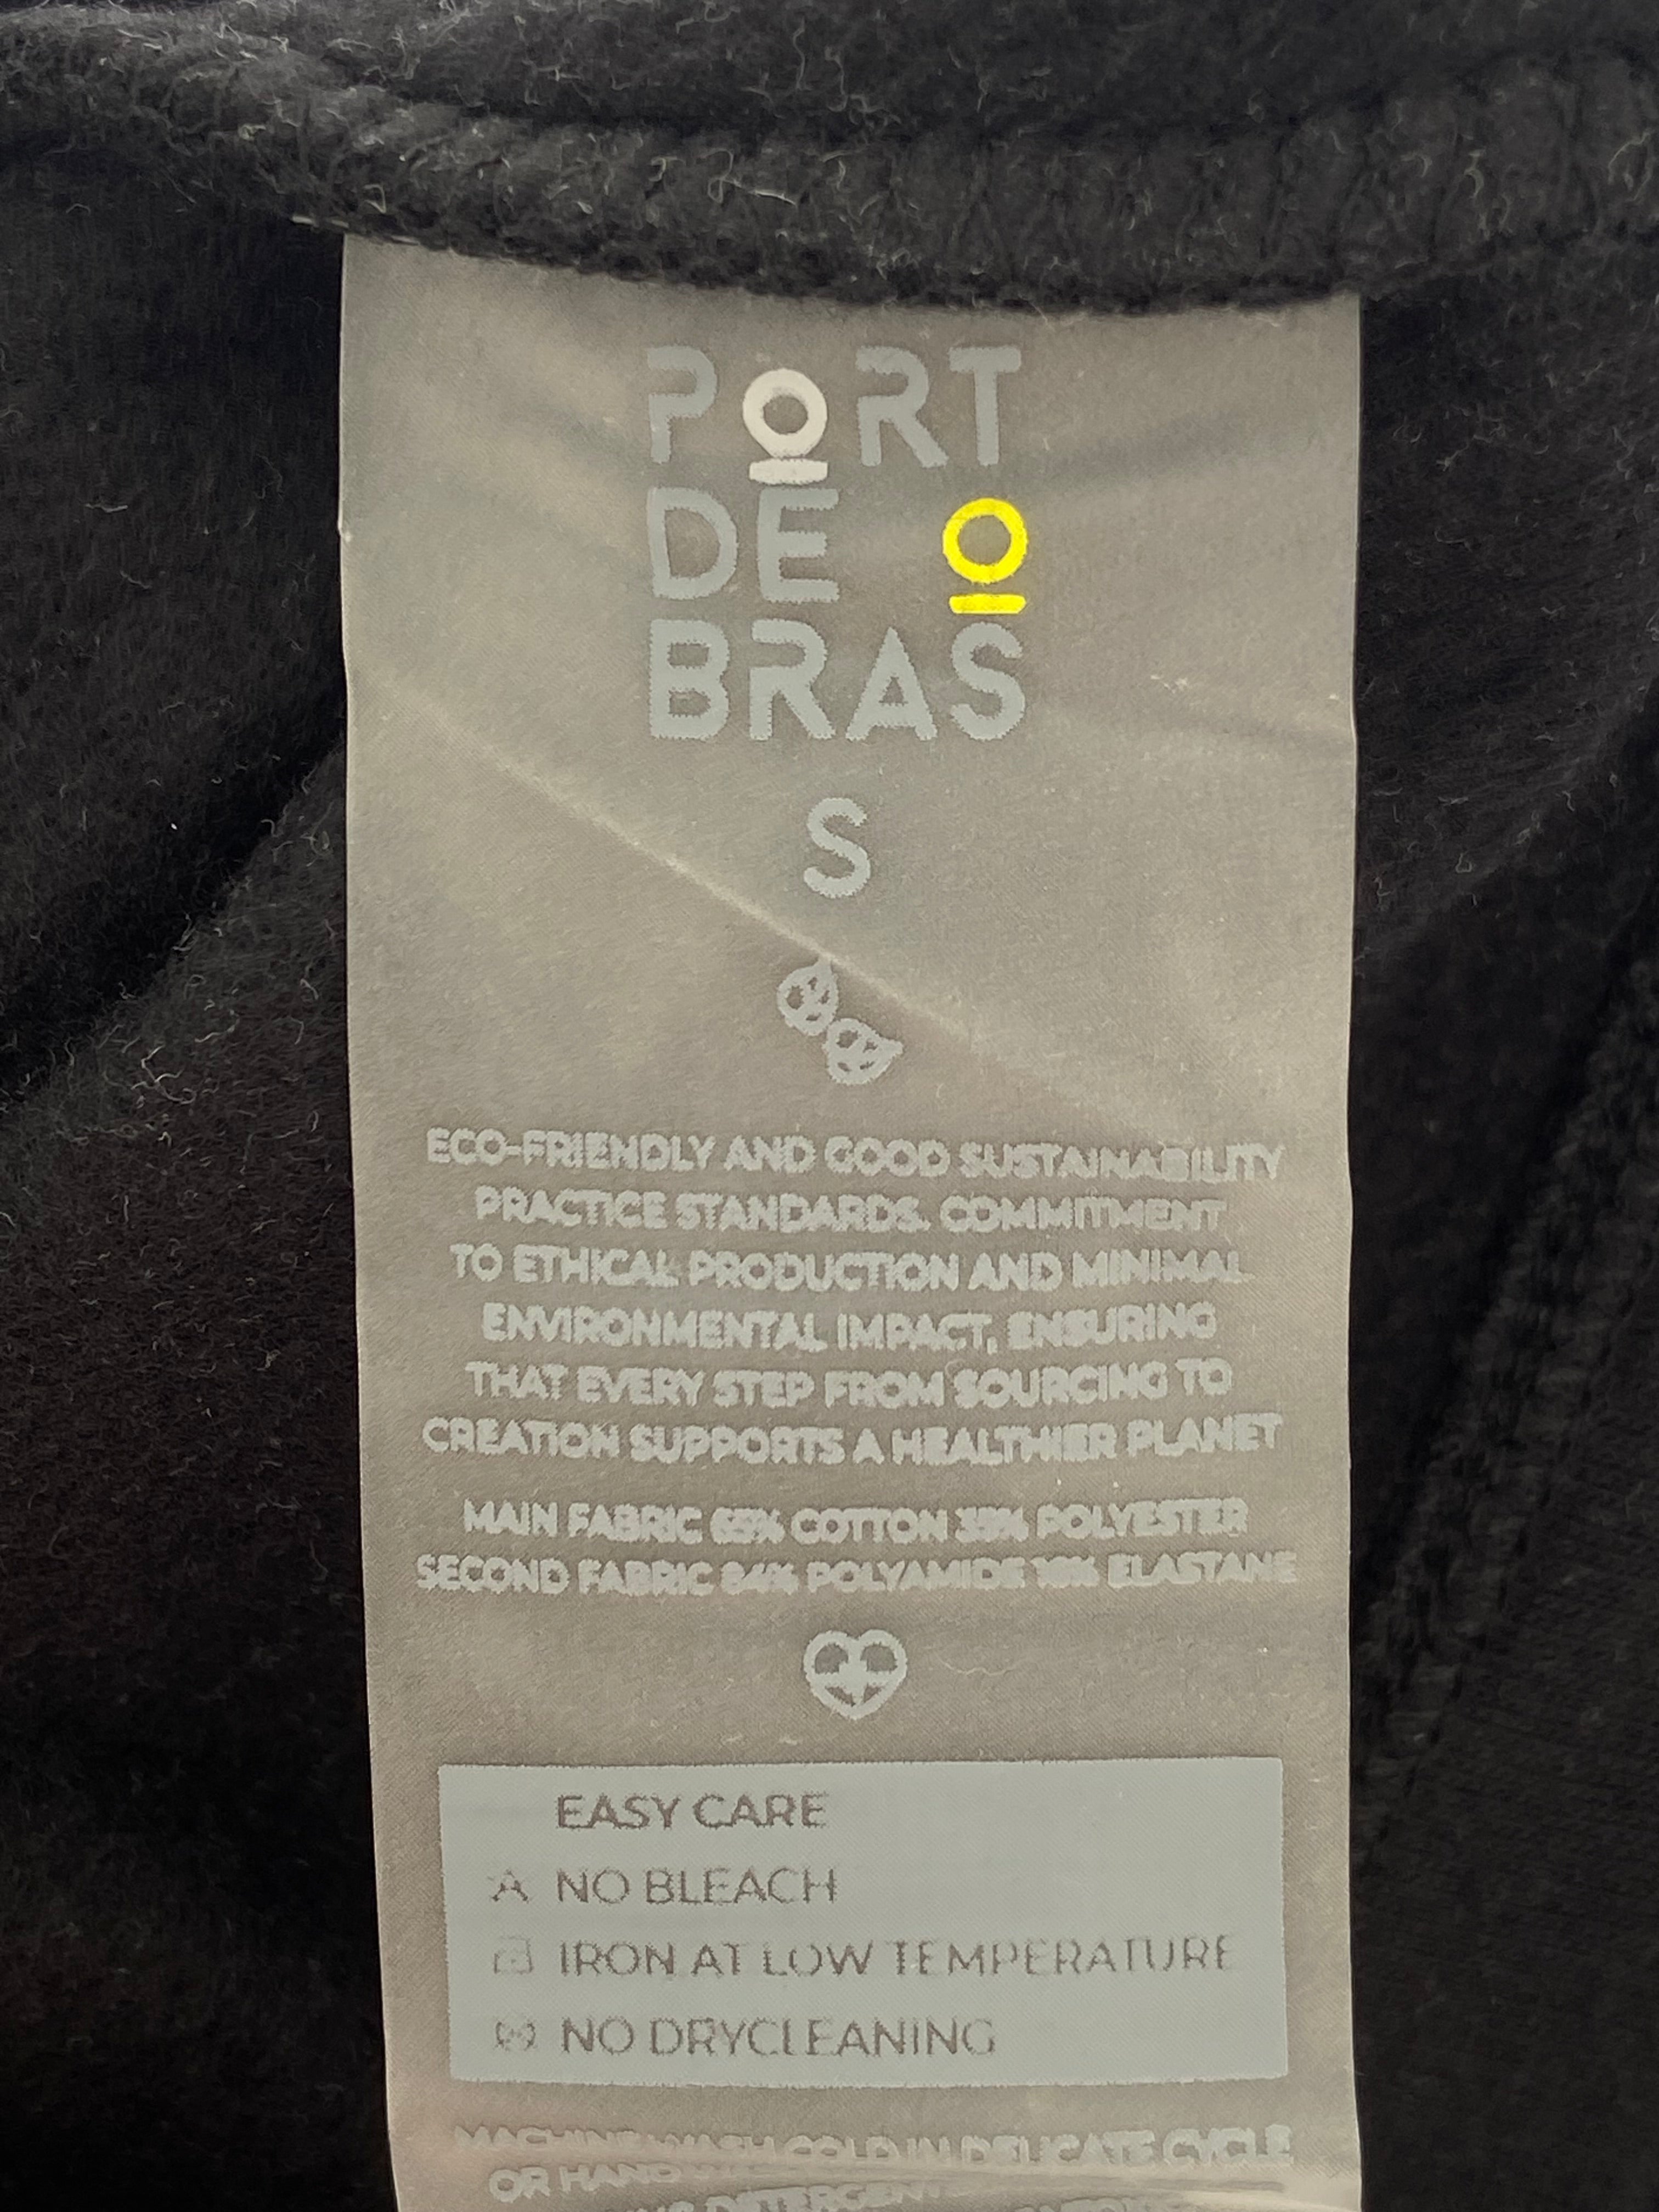 PORT
DE
BRAS
S
ECO-FRIENDLY AND GOOD SUSTAINABILITY
PRACTICE STANDARDS. COMMITMENT
TO ETHICAL PRODUCTION AND MINIMAL
ENVIRONMENTAL IMPACT, ENSURING
THAT EVERY STEP FROM SOURCING TO
CREATION SUPPORTS A HEALTHIER PLANET
MAIN FABRIC 65% COTTON 35% POLYESTER
SECOND FABRIC 84% POLYAMIDE 16% ELASTANE
EASY CARE
NO BLEACH
IRON AT LOW TEMPERATURE
NO DRYCLEANING
MACHINE WASH COLD IN DELICATE CYCLE
OR HAND
DETERGENT